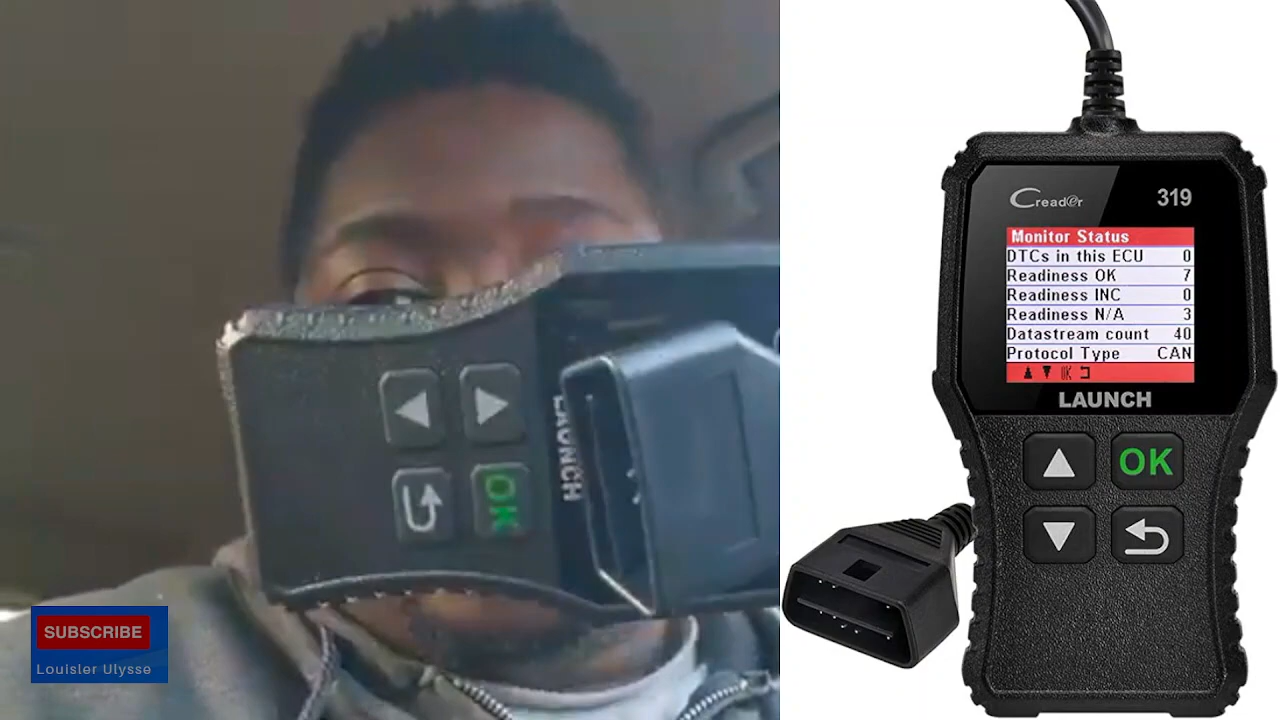 LAUNCH
OK
SUBSCRIBE
Louisler Ulysse
Creader
319
Monitor Status
DTCs in this ECU 0
Readiness OK 7
Readiness INC 0
Readiness N/A 3
Datastream count 40
Protocol Type CAN
LAUNCH
OK